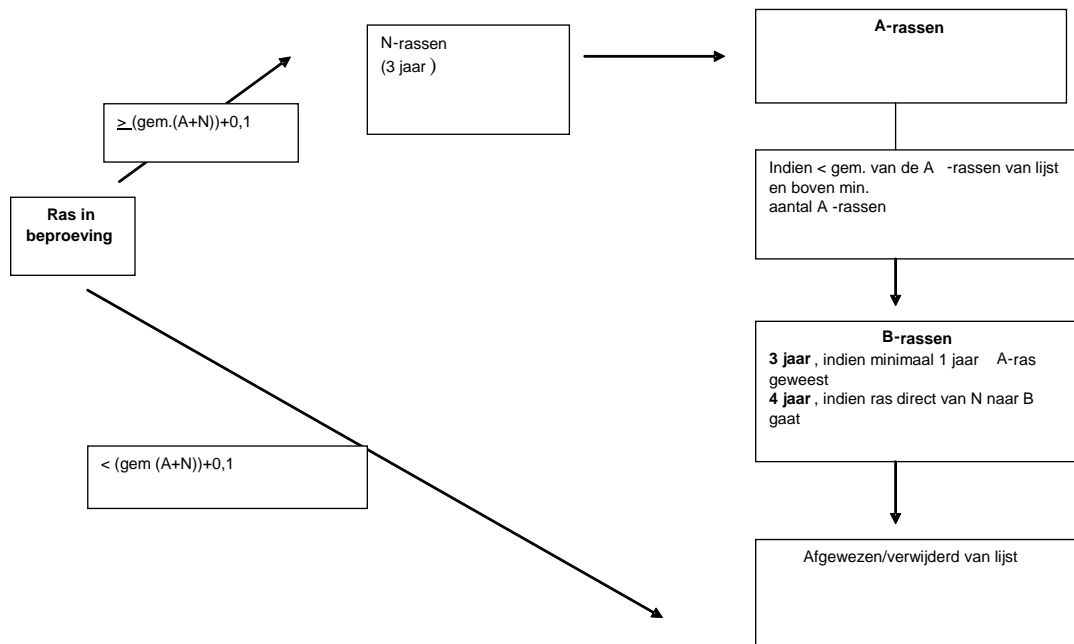 N-rassen
(3 jaar )
A-rassen
≥ (gem.(A+N))+0,1
Indien < gem. van de A -rassen van lijst
en boven min.
aantal A -rassen
Ras in
beproeving
B-rassen
3 jaar , indien minimaal 1 jaar A-ras
geweest
4 jaar , indien ras direct van N naar B
gaat
< (gem (A+N))+0,1
Afgewezen/verwijderd van lijst